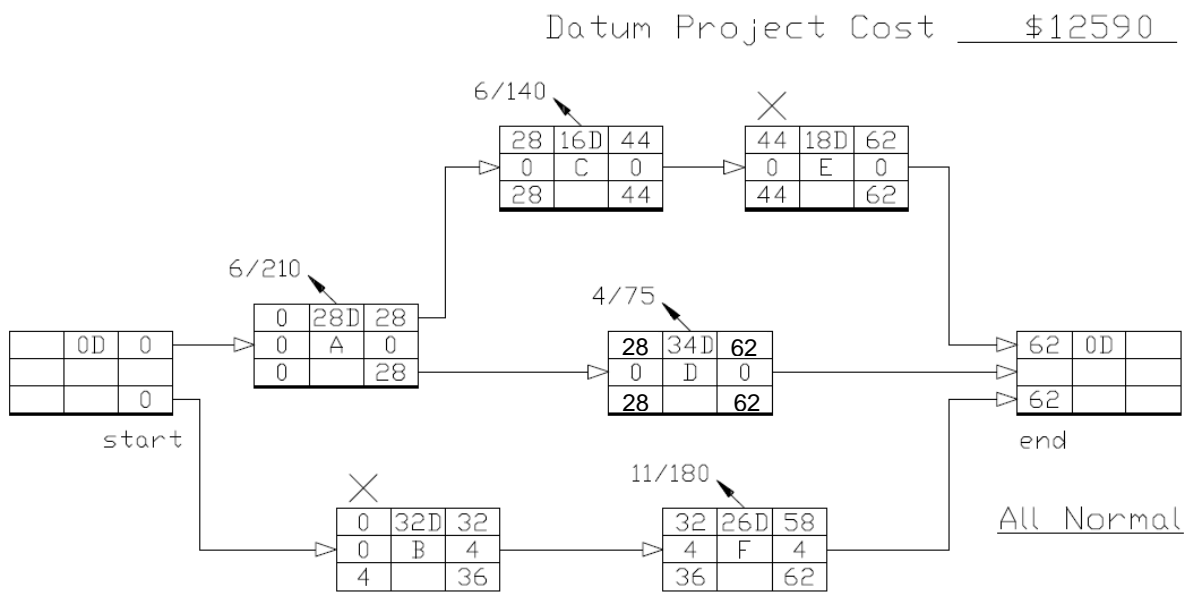 Datum Project Cost $12590
6/140
X
28 16D 44
0 C 0
28 44
44 18D 62
0 E 0
44 62
6/210
0 28D 28
0 A 0
0 28
4/75
28 34D 62
0 D 0
28 62
0D 0
0
start
62 0D
62
end
X
0 32D 32
0 B 4
4 36
11/180
32 26D 58
4 F 4
36 62
All Normal